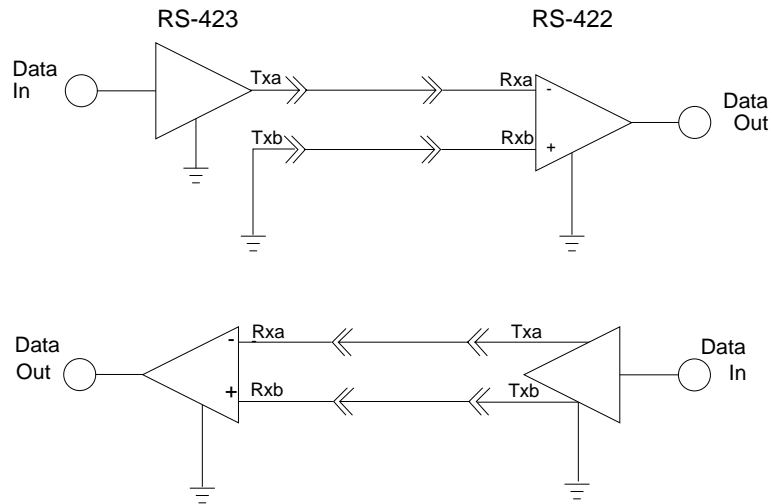 RS-423 RS-422
Data
In
Txa
Rxa
-
Data
Out
Txb
Rxb
+
Data
Out
-
Rxa
Txa
Data
In
+
Rxb
Txb